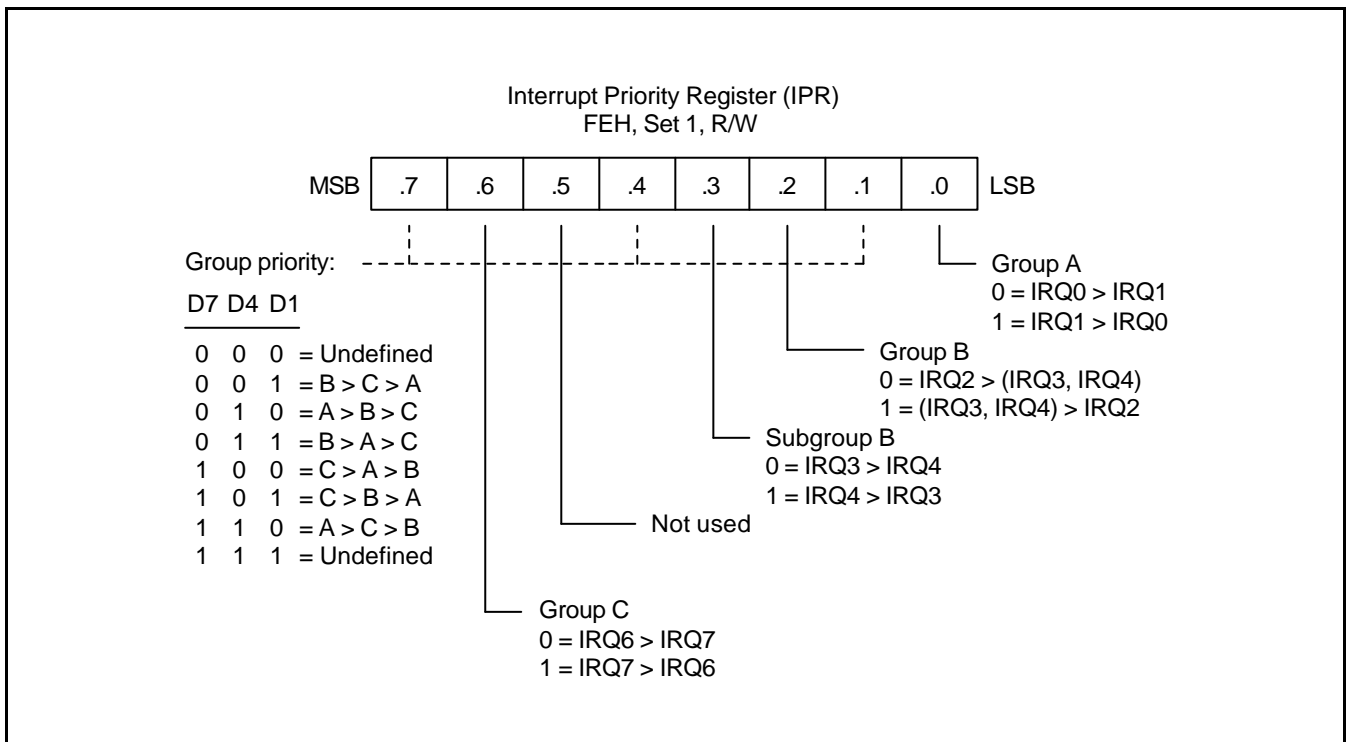 Interrupt Priority Register (IPR)
FEH, Set 1, R/W
MSB .7 .6 .5 .4 .3 .2 .1 .0 LSB
Group priority:
D7 D4 D1
0 0 0 = Undefined
0 0 1 = B > C > A
0 1 0 = A > B > C
0 1 1 = B > A > C
1 0 0 = C > A > B
1 0 1 = C > B > A
1 1 0 = A > C > B
1 1 1 = Undefined
Group A
0 = IRQ0 > IRQ1
1 = IRQ1 > IRQ0
Group B
0 = IRQ2 > (IRQ3, IRQ4)
1 = (IRQ3, IRQ4) > IRQ2
Subgroup B
0 = IRQ3 > IRQ4
1 = IRQ4 > IRQ3
Not used
Group C
0 = IRQ6 > IRQ7
1 = IRQ7 > IRQ6